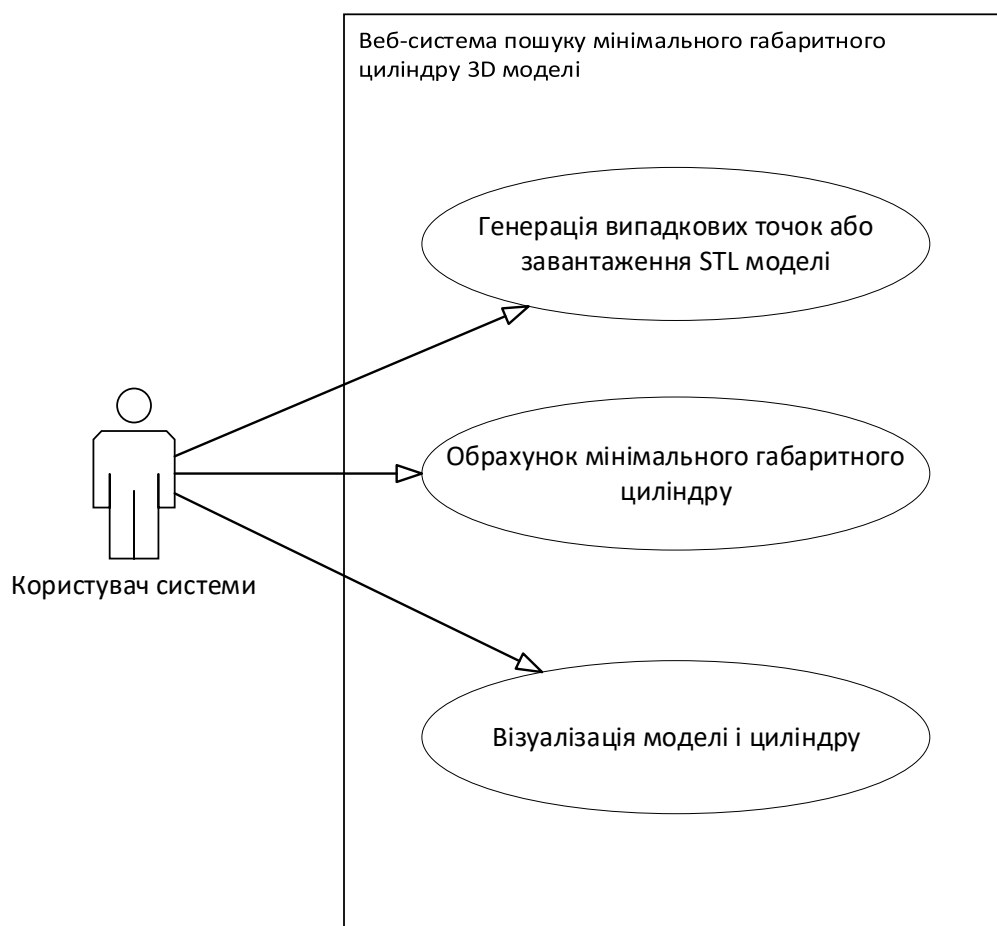 Веб-система пошуку мінімального габаритного
циліндру 3D моделі
Генерація випадкових точок або
завантаження STL моделі
Обрахунок мінімального габаритного
циліндру
Користувач системи
Візуалізація моделі і циліндру